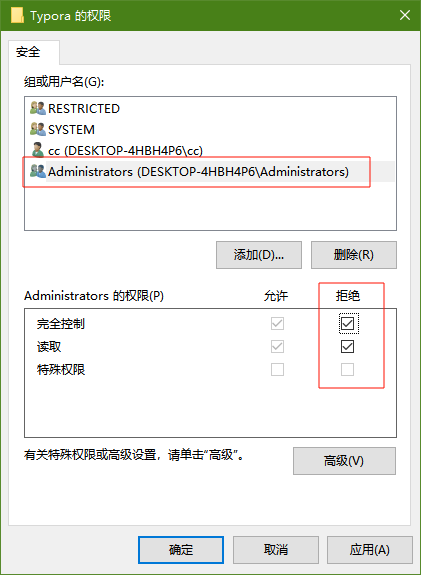 Typora 的权限
安全
组或用户名(G):
RESTRICTED
SYSTEM
cc (DESKTOP-4HBH4P6\cc)
Administrators (DESKTOP-4HBH4P6\Administrators)
添加(D)... 删除(R)
Administrators 的权限(P) 允许 拒绝
完全控制
读取
特殊权限
有关特殊权限或高级设置，请单击"高级"。 高级(V)
确定 取消 应用(A)